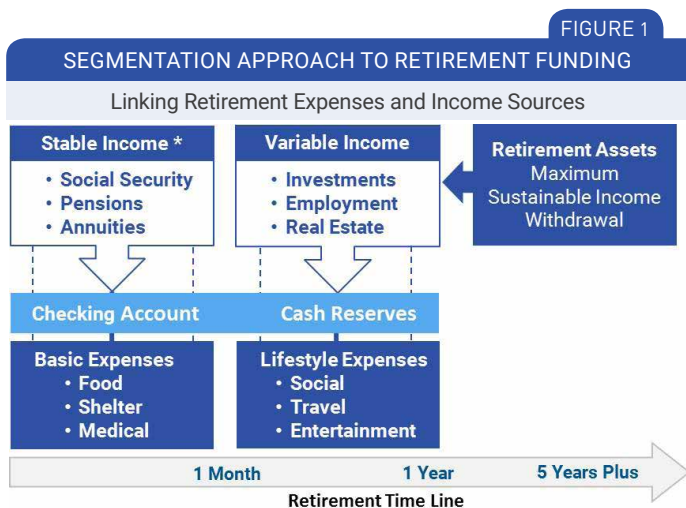 FIGURE 1
SEGMENTATION APPROACH TO RETIREMENT FUNDING
Linking Retirement Expenses and Income Sources
Stable Income *
• Social Security
• Pensions
• Annuities
Variable Income
• Investments
• Employment
• Real Estate
Retirement Assets
Maximum
Sustainable Income
Withdrawal
Checking Account
Cash Reserves
Basic Expenses
• Food
• Shelter
• Medical
Lifestyle Expenses
• Social
• Travel
• Entertainment
1 Month
1 Year
5 Years Plus
Retirement Time Line